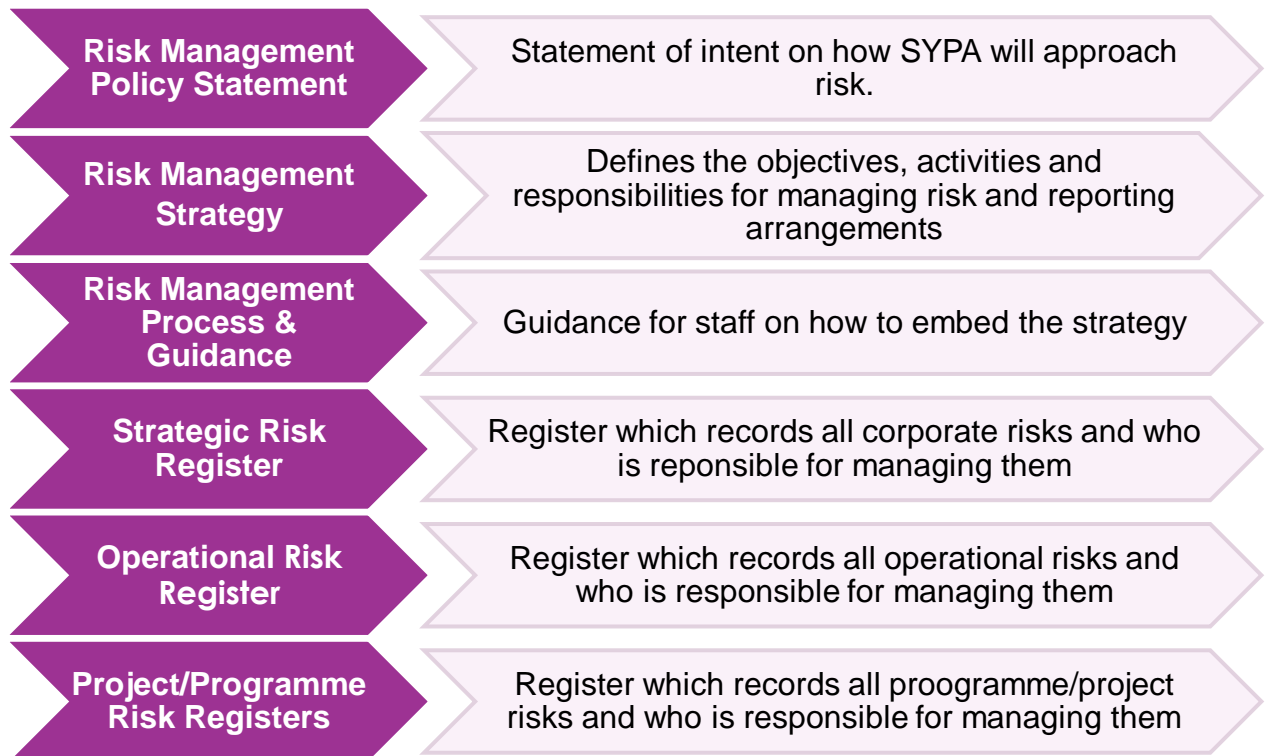 Risk Management
Policy Statement
Statement of intent on how SYPA will approach
risk.
Risk Management
Strategy
Defines the objectives, activities and
responsibilities for managing risk and reporting
arrangements
Risk Management
Process &
Guidance
Guidance for staff on how to embed the strategy
Strategic Risk
Register
Register which records all corporate risks and who
is reponsible for managing them
Operational Risk
Register
Register which records all operational risks and
who is responsible for managing them
Project/Programme
Risk Registers
Register which records all proogramme/project
risks and who is responsible for managing them